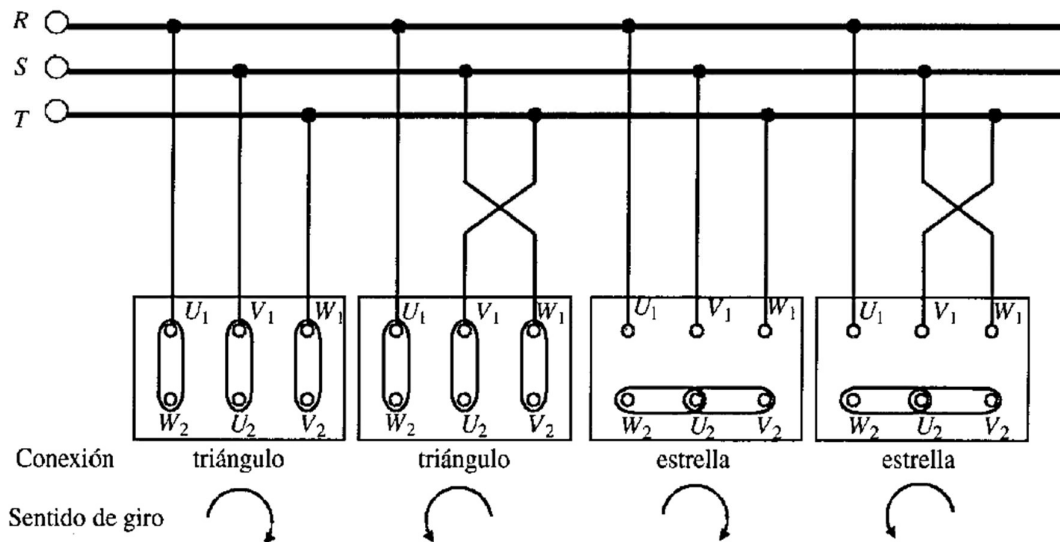 R
S
T
U₁ V₁ W₁ U₁ V₁ W₁ U₁ V₁ W₁ U₁ V₁ W₁
W₂ U₂ V₂ W₂ U₂ V₂ W₂ U₂ V₂ W₂ U₂ V₂
Conexión triángulo triángulo estrella estrella
Sentido de giro